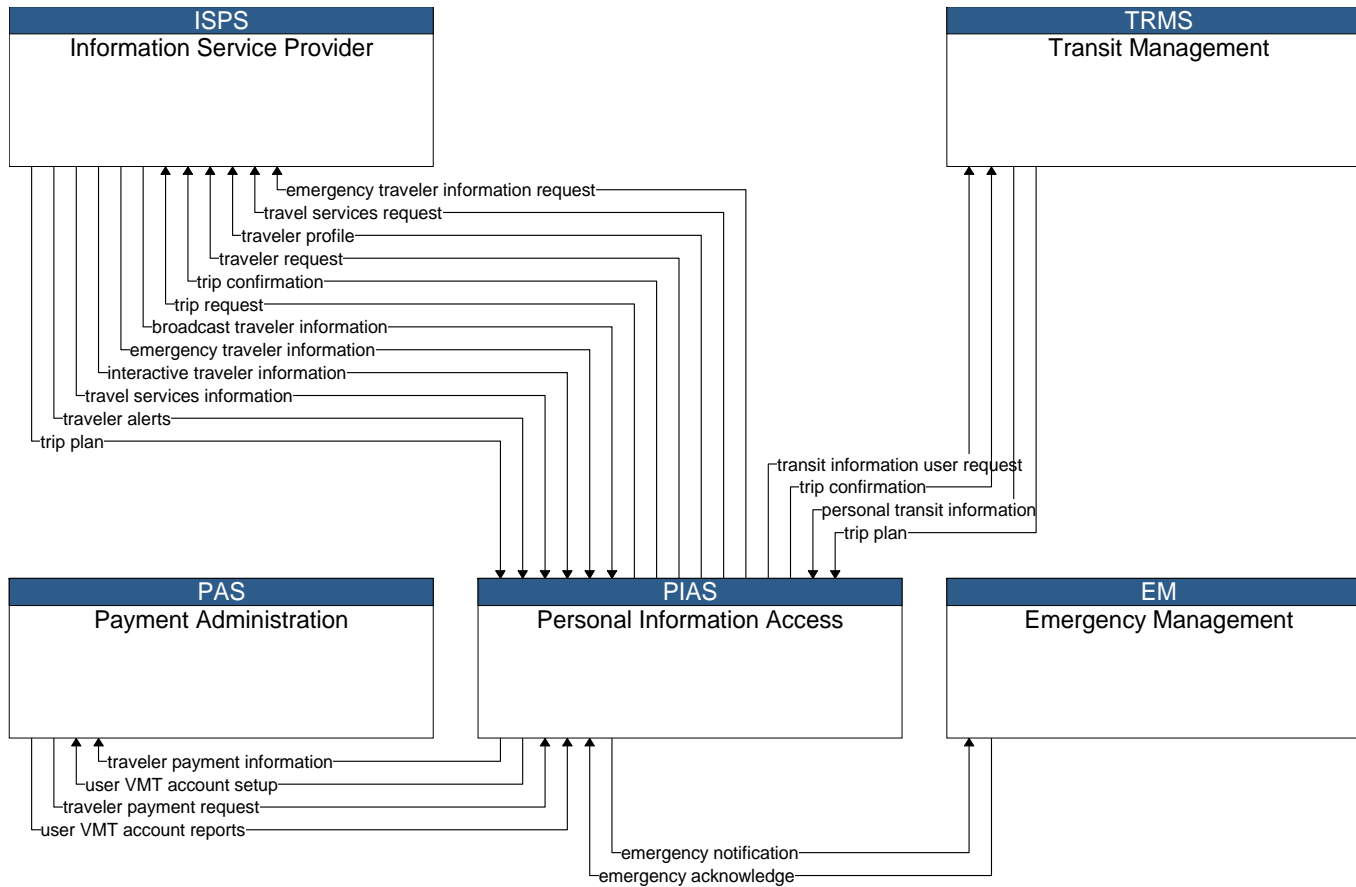 ISPS
Information Service Provider
TRMS
Transit Management
emergency traveler information request
travel services request
traveler profile
traveler request
trip confirmation
trip request
broadcast traveler information
emergency traveler information
interactive traveler information
travel services information
traveler alerts
trip plan
transit information user request
trip confirmation
personal transit information
trip plan
PAS
Payment Administration
PIAS
Personal Information Access
EM
Emergency Management
traveler payment information
user VMT account setup
traveler payment request
user VMT account reports
emergency notification
emergency acknowledge